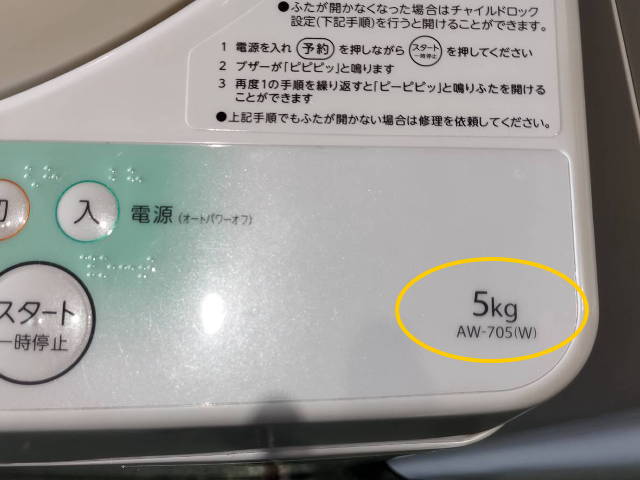 ●ふたが開かなくなった場合はチャイルドロック
設定(下記手順)を行うと開けることができます。
1 電源を入れ 予約 を押しながら スタート 一時停止 を押してください
2 ブザーが「ピピピッ」と鳴ります
3 再度1の手順を繰り返すと「ピーピピッ」と鳴りふたを開ける
ことができます
●上記手順でもふたが開かない場合は修理を依頼してください。
切
入
電源(オートパワーオフ)
スタート
一時停止
5kg
AW-705(W)